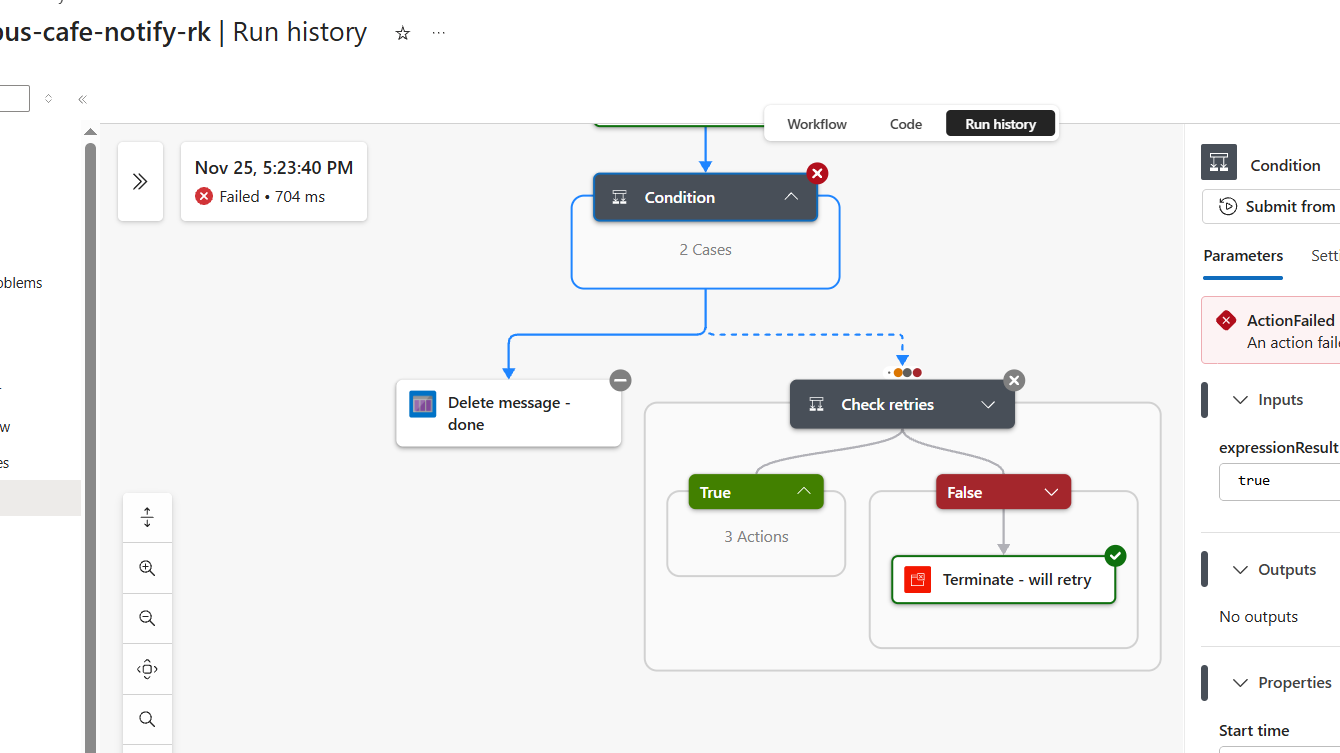 ous-cafe-notify-rk | Run history
Workflow
Code
Run history
Nov 25, 5:23:40 PM
Failed • 704 ms
Condition
2 Cases
Delete message -
done
Check retries
True
3 Actions
False
Terminate - will retry
oblems
w
es
Condition
Submit from
Parameters
Setti
ActionFailed
An action faile
Inputs
expressionResult
true
Outputs
No outputs
Properties
Start time